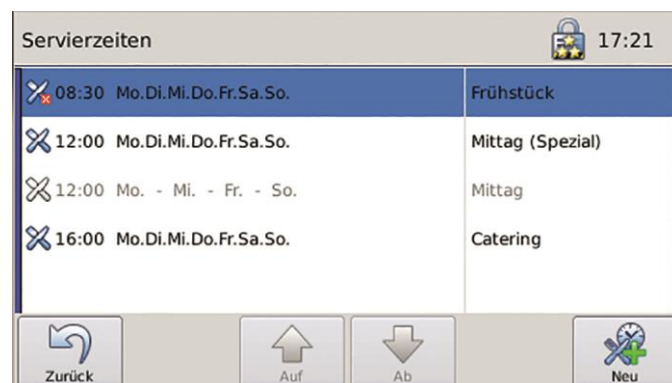 Servierzeiten 17:21
08:30 Mo.Di.Mi.Do.Fr.Sa.So. Frühstück
12:00 Mo.Di.Mi.Do.Fr.Sa.So. Mittag (Spezial)
12:00 Mo. - Mi. - Fr. - So. Mittag
16:00 Mo.Di.Mi.Do.Fr.Sa.So. Catering
Zurück Auf Ab Neu